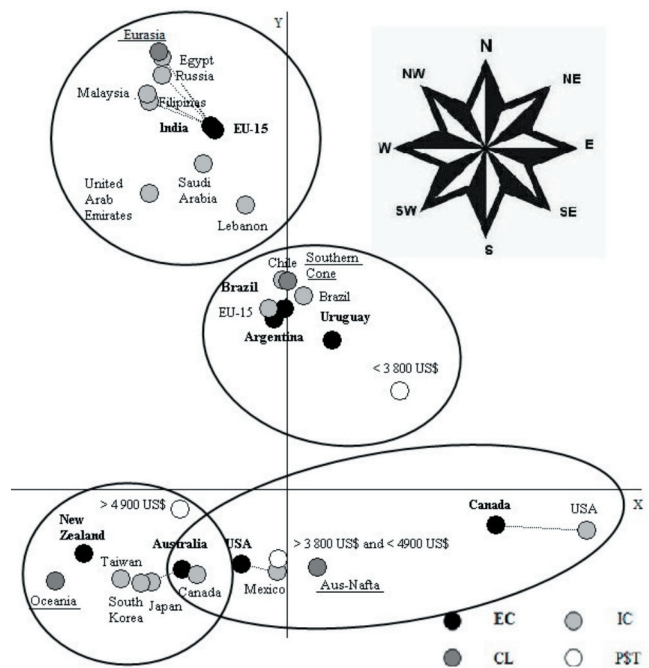 Y
Eurasia
Egypt
Russia
Malaysia
Filipinas
India
EU-15
United
Arab
Emirates
Saudi
Arabia
Lebanon
N
NW
NE
W
E
SW
SE
S
Chile
Southern
Cone
Brazil
Brazil
EU-15
Uruguay
Argentina
< 3 800 US$
X
> 4 900 US$
Canada
USA
New
Zealand
Australia
USA
> 3 800 US$ and < 4900 US$
Taiwan
Oceania
South
Korea
Japan
Canada
Mexico
Aus-Nafta
EC
IC
CL
P$T